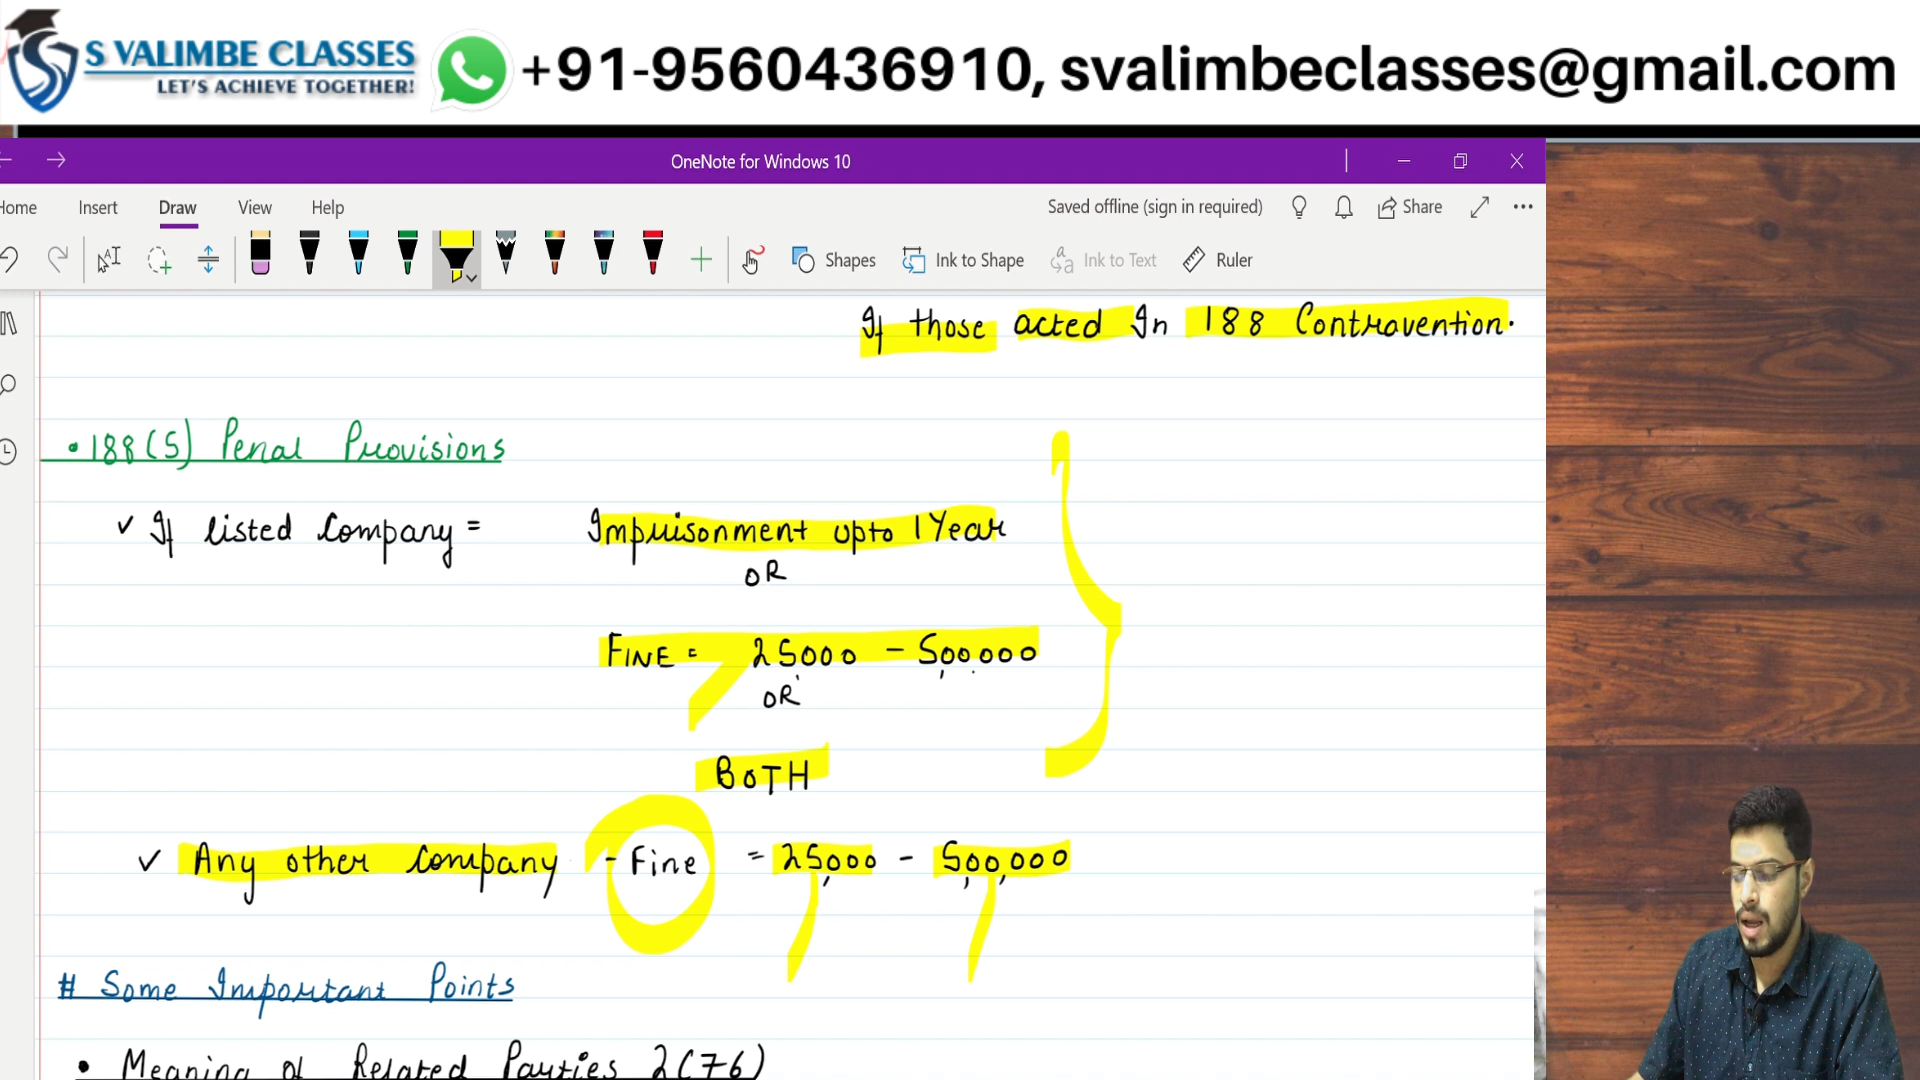 S VALIMBE CLASSES
LET'S ACHIEVE TOGETHER!
+91-9560436910, svalimbeclasses@gmail.com
OneNote for Windows 10
Home Insert Draw View Help
Saved offline (sign in required) Share
Shapes Ink to Shape Ink to Text Ruler
If those acted In 188 Contravention.
• 188(5) Penal Provisions
✓ If listed Company = Imprisonment upto 1 Year
OR
FINE = 25000 - 5,00,000
OR
BOTH
✓ Any other Company - Fine = 25,000 - 5,00,000
# Some Important Points
• Meaning of Related Parties 2(76)